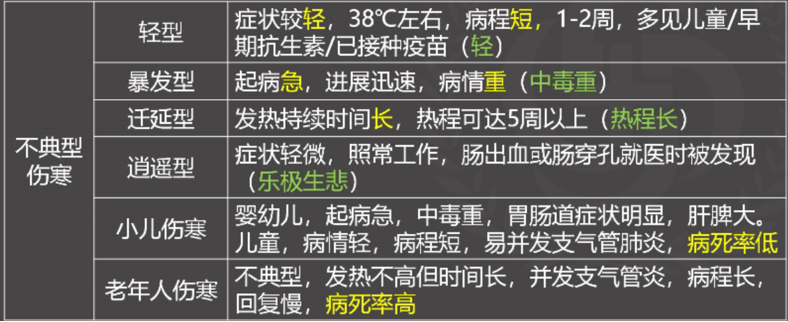 不典型
伤寒
轻型
症状较轻，38℃左右，病程短，1-2周，多见儿童/早
期抗生素/已接种疫苗（轻）
暴发型
起病急，进展迅速，病情重（中毒重）
迁延型
发热持续时间长，热程可达5周以上（热程长）
逍遥型
症状轻微，照常工作，肠出血或肠穿孔就医时被发现
（乐极生悲）
小儿伤寒
婴幼儿，起病急，中毒重，胃肠道症状明显，肝脾大。
儿童，病情轻，病程短，易并发支气管肺炎，病死率低
老年人伤寒
不典型，发热不高但时间长，并发支气管炎，病程长，
回复慢，病死率高